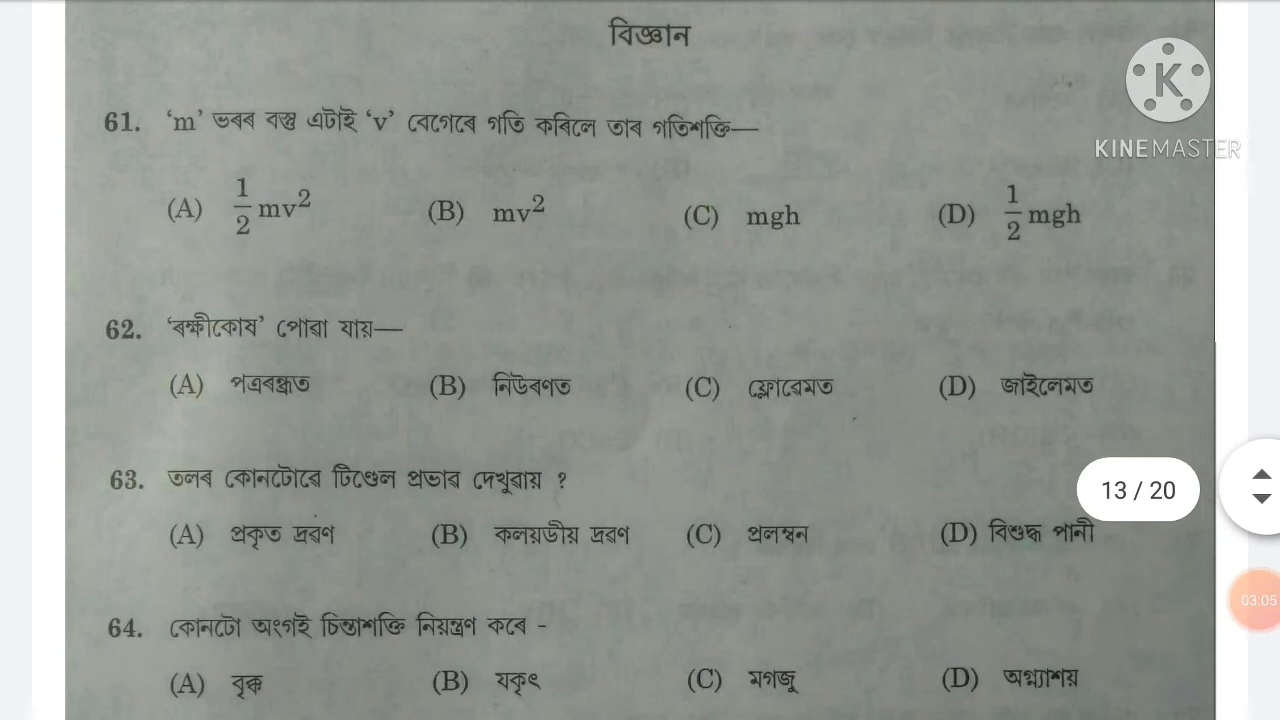 বিজ্ঞান
KINEMASTER
61. ‘m’ ভৰৰ বস্তু এটাই ‘v’ বেগেৰে গতি কৰিলে তাৰ গতিশক্তি—
(A) 1/2 mv² (B) mv² (C) mgh (D) 1/2 mgh
62. ‘ৰক্ষীকোষ’ পোৱা যায়—
(A) পত্ৰৰন্ধ্ৰত (B) নিউৰণত (C) ফ্লোৱেমত (D) জাইলেমত
63. তলৰ কোনটোৱে টিণ্ডেল প্ৰভাৱ দেখুৱায় ?
13 / 20
(A) প্ৰকৃত দ্ৰৱণ (B) কলয়ডীয় দ্ৰৱণ (C) প্ৰলম্বন (D) বিশুদ্ধ পানী
03:05
64. কোনটো অংগই চিন্তাশক্তি নিয়ন্ত্ৰণ কৰে -
(A) বৃক্ক (B) যকৃৎ (C) মগজু (D) অগ্ন্যাশয়